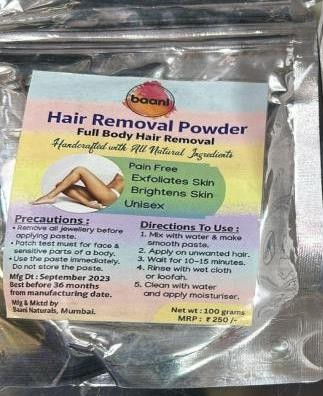 baani
Hair Removal Powder
Full Body Hair Removal
Handcrafted with All Natural Ingredients
Pain Free
Exfoliates Skin
Brightens Skin
Unisex
Precautions :
• Remove all jewellery before
applying paste.
• Patch test must for face &
sensitive parts of a body.
• Use the paste immediately.
Do not store the paste.
Mfg Dt : September 2023
Best before 36 months
from manufacturing date.
Mfg & Mktd by
Baani Naturals, Mumbai.
Directions To Use :
1. Mix with water & make
smooth paste.
2. Apply on unwanted hair.
3. Wait for 10-15 minutes.
4. Rinse with wet cloth
or loofah.
5. Clean with water
and apply moisturiser.
Net wt : 100 grams
MRP : ₹ 250 /-